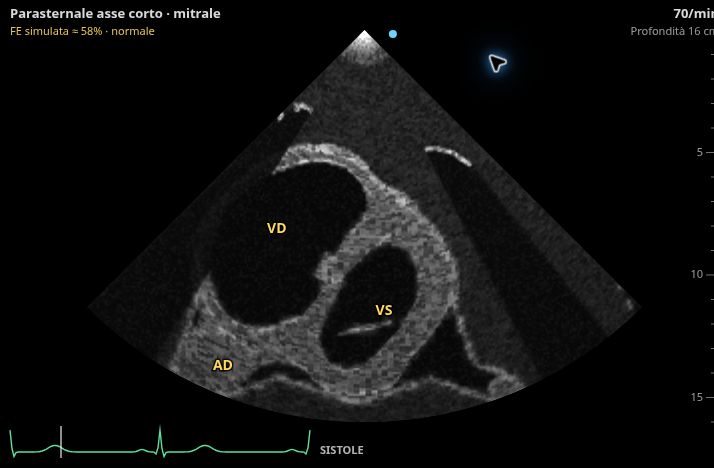 Parasternale asse corto · mitrale
FE simulata ≈ 58% · normale
70/min
Profondità 16 cm
5
10
15
VD
VS
AD
SISTOLE